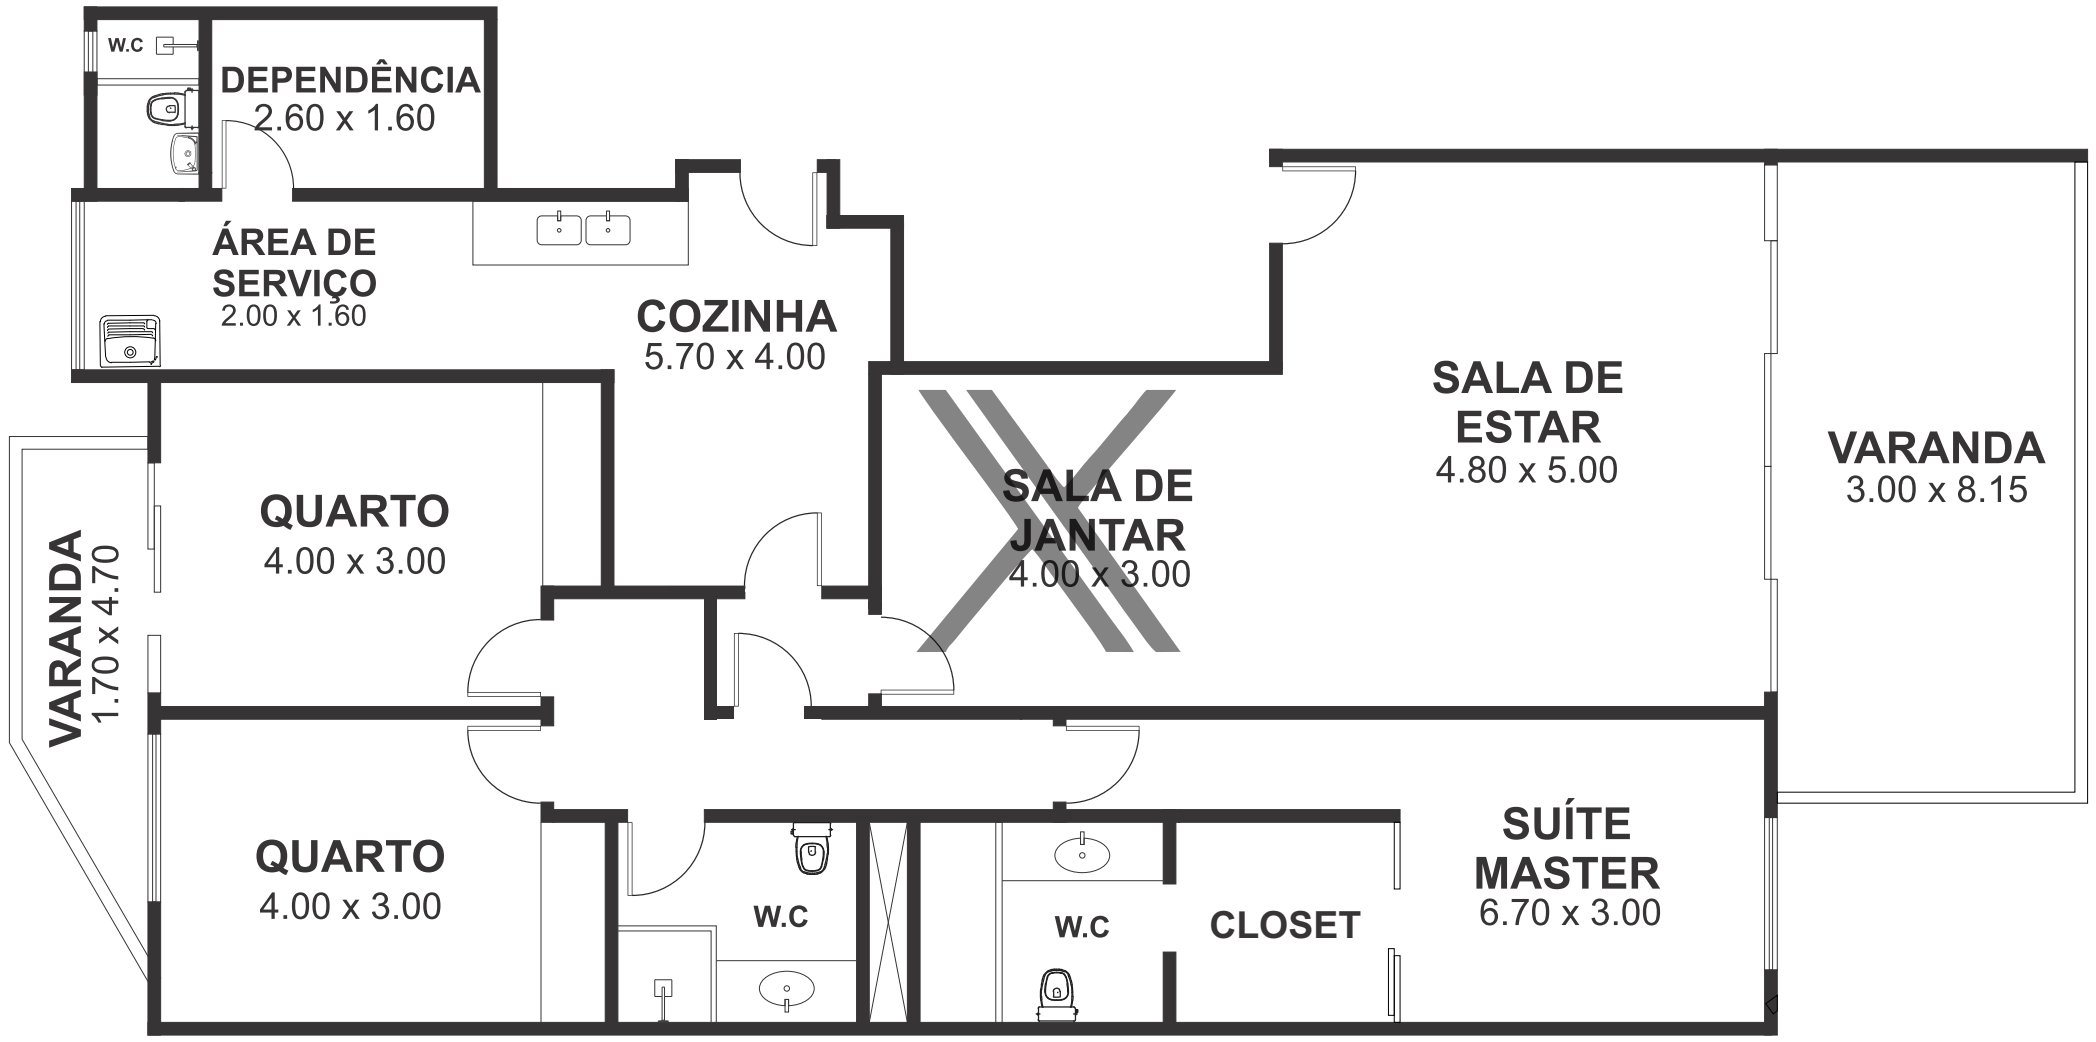 W.C
DEPENDÊNCIA
2.60 x 1.60
ÁREA DE
SERVIÇO
2.00 x 1.60
COZINHA
5.70 x 4.00
SALA DE
ESTAR
4.80 x 5.00
VARANDA
3.00 x 8.15
SALA DE
JANTAR
4.00 x 3.00
QUARTO
4.00 x 3.00
VARANDA
1.70 x 4.70
QUARTO
4.00 x 3.00
W.C
W.C
CLOSET
SUÍTE
MASTER
6.70 x 3.00